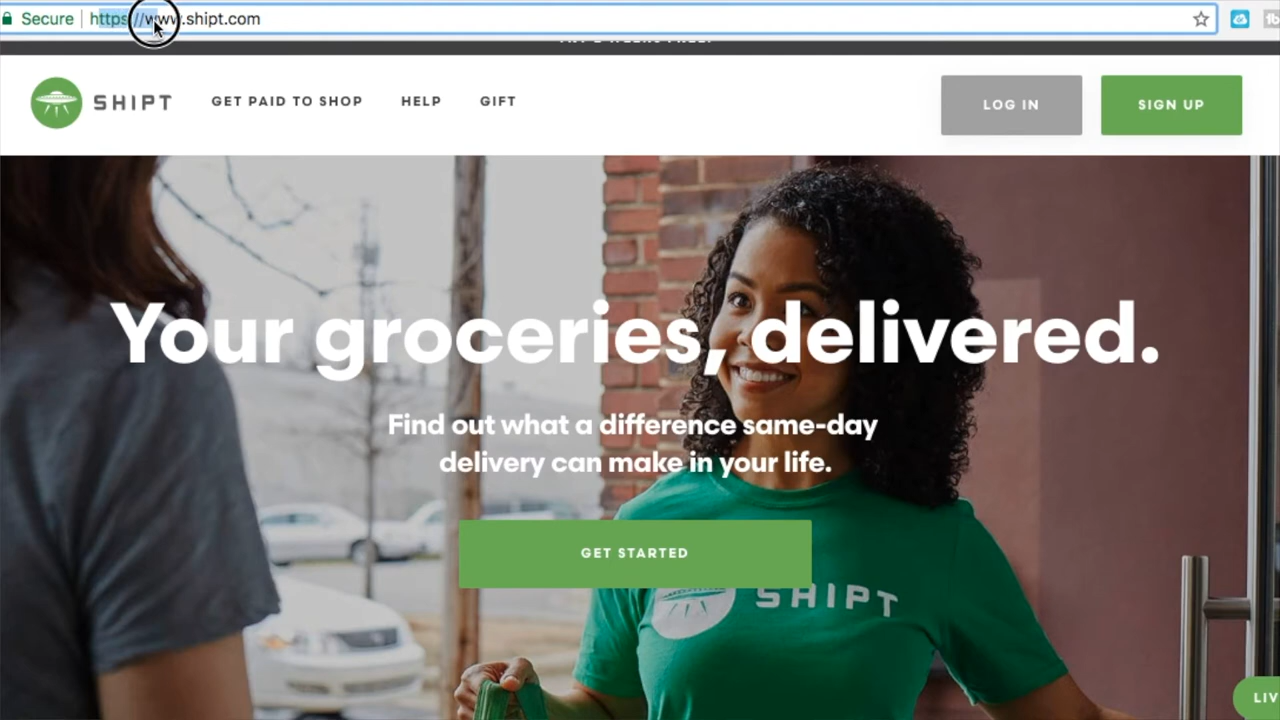 Secure https://www.shipt.com
SHIPT GET PAID TO SHOP HELP GIFT LOG IN SIGN UP
Your groceries, delivered.
Find out what a difference same-day
delivery can make in your life.
GET STARTED
SHIPT
LIV